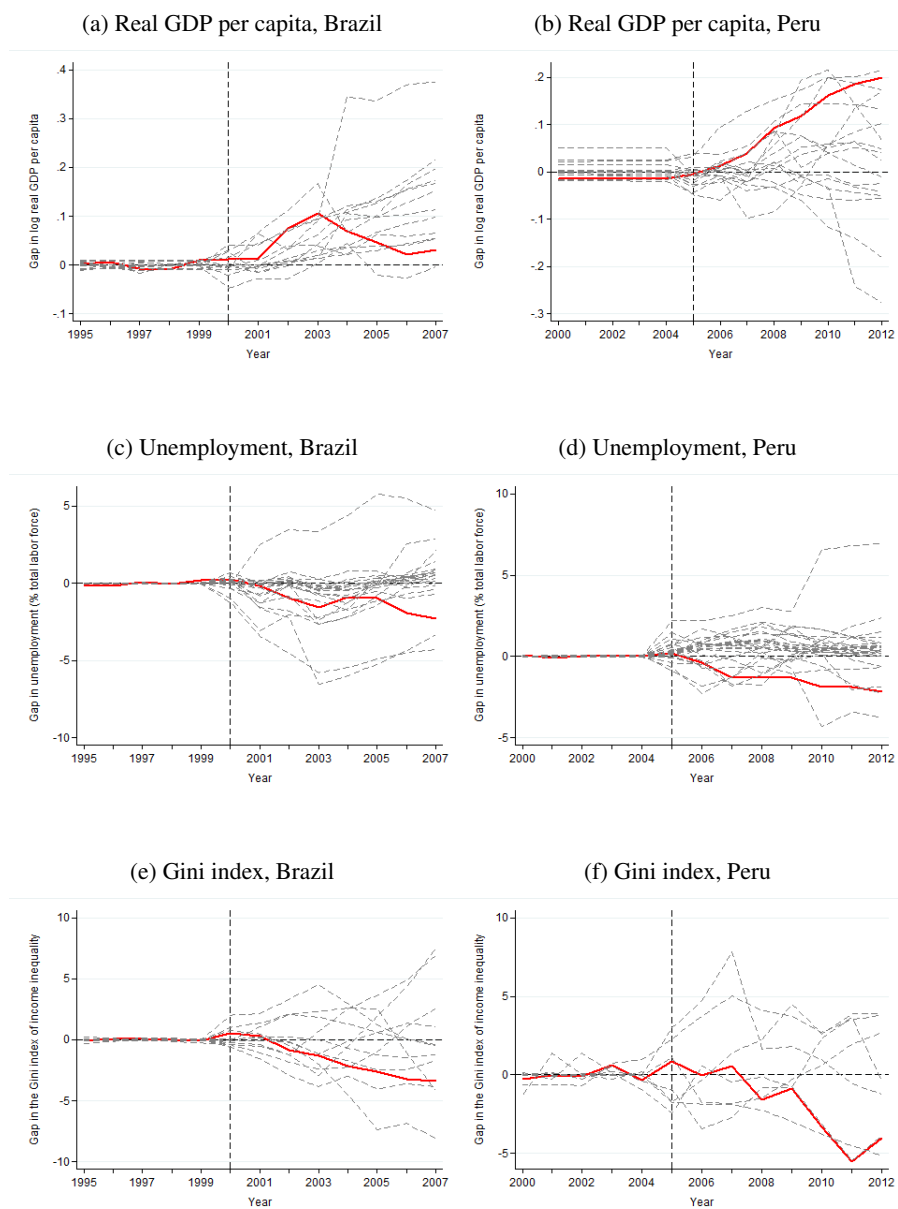 (a) Real GDP per capita, Brazil
(b) Real GDP per capita, Peru
Gap in log real GDP per capita
.4
.3
.2
.1
0
-.1
1995 1997 1999 2001 2003 2005 2007
Year
Gap in log real GDP per capita
.2
.1
0
-.1
-.2
-.3
2000 2002 2004 2006 2008 2010 2012
Year
(c) Unemployment, Brazil
(d) Unemployment, Peru
Gap in unemployment (% total labor force)
5
0
-5
-10
1995 1997 1999 2001 2003 2005 2007
Year
Gap in unemployment (% total labor force)
10
5
0
-5
2000 2002 2004 2006 2008 2010 2012
Year
(e) Gini index, Brazil
(f) Gini index, Peru
Gap in the Gini index of income inequality
10
5
0
-5
-10
1995 1997 1999 2001 2003 2005 2007
Year
Gap in the Gini index of income inequality
10
5
0
-5
2000 2002 2004 2006 2008 2010 2012
Year